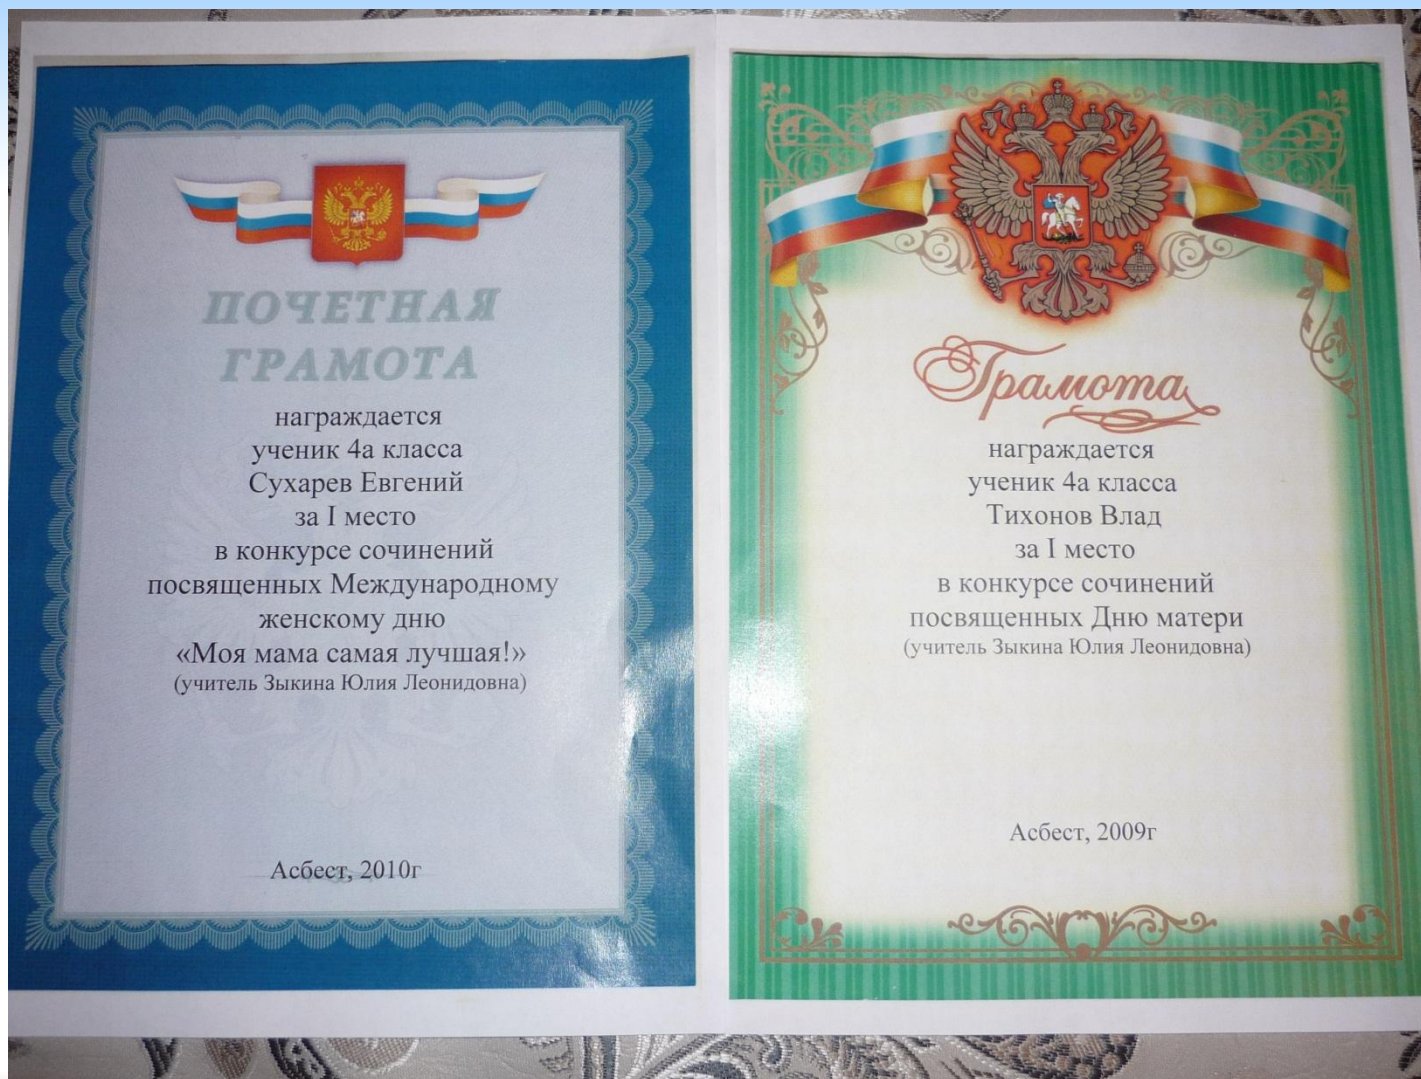 ПОЧЕТНАЯ
ГРАМОТА
награждается
ученик 4а класса
Сухарев Евгений
за I место
в конкурсе сочинений
посвященных Международному
женскому дню
«Моя мама самая лучшая!»
(учитель Зыкина Юлия Леонидовна)
Асбест, 2010г
Грамота
награждается
ученик 4а класса
Тихонов Влад
за I место
в конкурсе сочинений
посвященных Дню матери
(учитель Зыкина Юлия Леонидовна)
Асбест, 2009г